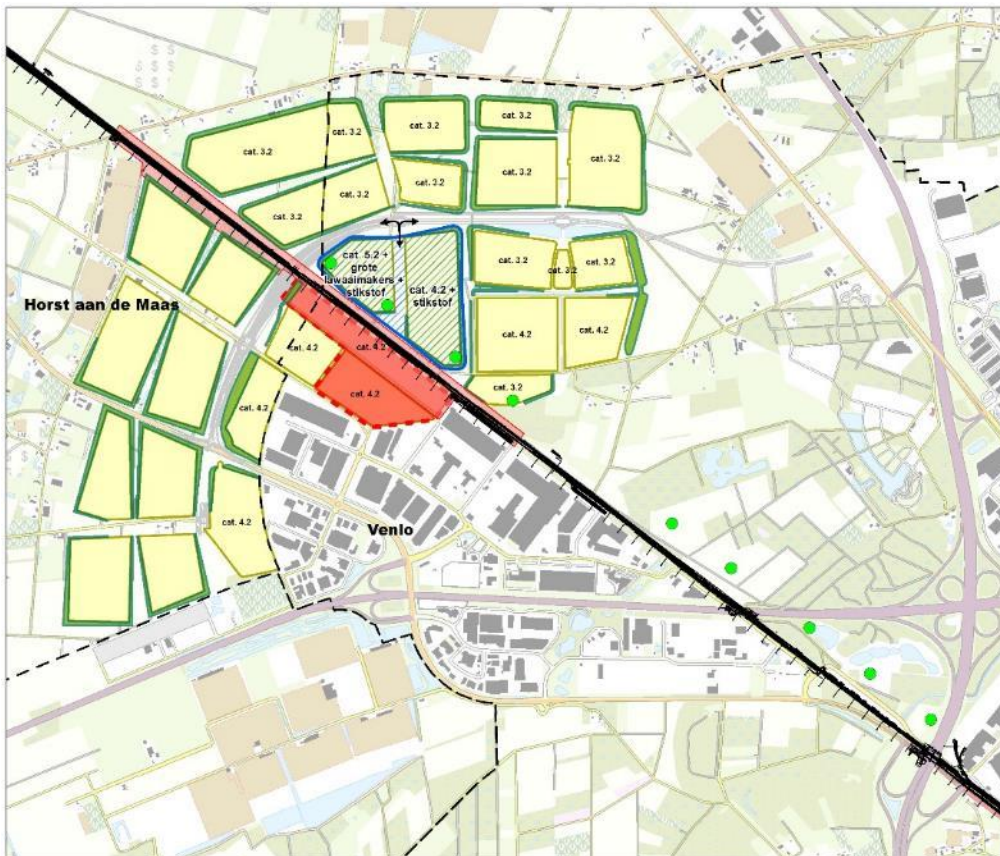 cat. 3.2
cat. 3.2
cat. 3.2
cat. 3.2
cat. 3.2
cat. 3.2
cat. 3.2
cat. 3.2
cat. 5.2 +
grote
lawaaimakers +
stikstof
cat. 4.2 +
stikstof
cat. 3.2
cat. 3.2
cat. 3.2
Horst aan de Maas
cat. 4.2
cat. 4.2
cat. 4.2
cat. 4.2
cat. 3.2
cat. 4.2
cat. 4.2
cat. 4.2
Venlo